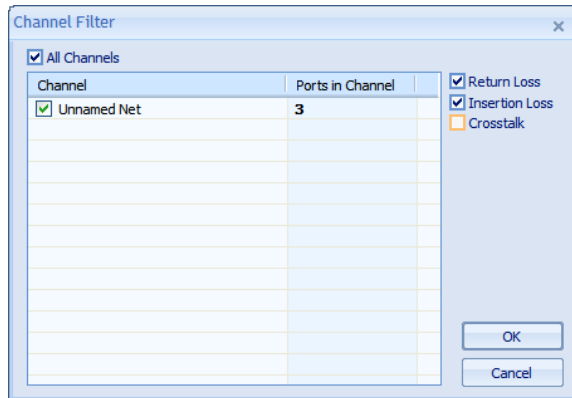 Channel Filter
All Channels
Channel Ports in Channel
Unnamed Net 3
Return Loss
Insertion Loss
Crosstalk
OK
Cancel